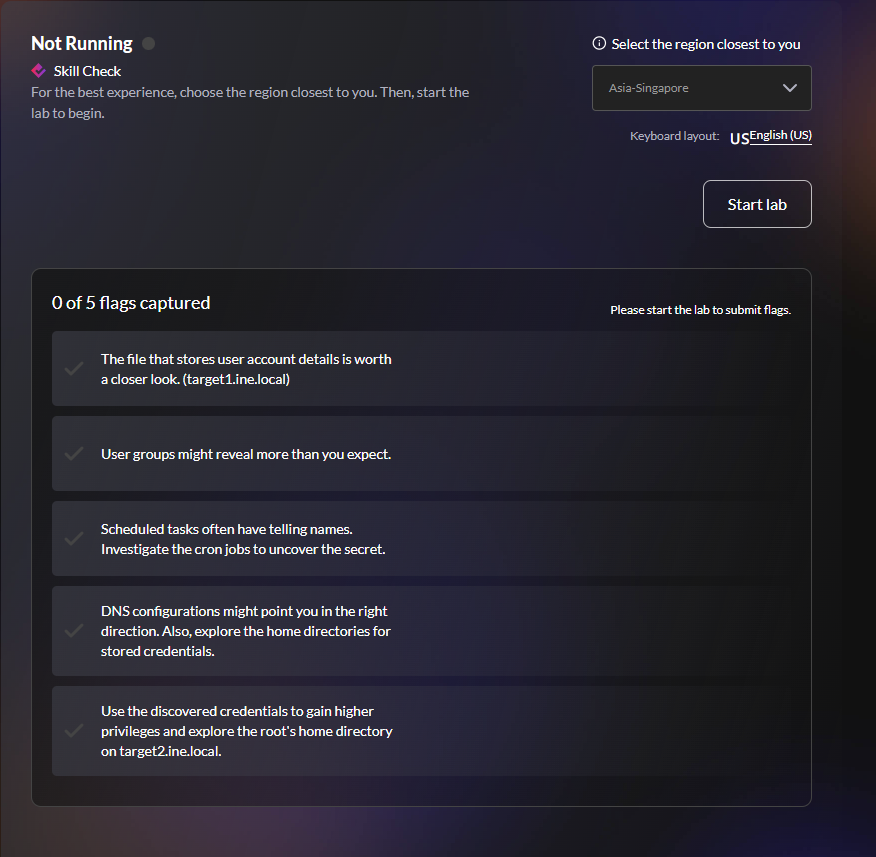 Not Running
Select the region closest to you
Skill Check
For the best experience, choose the region closest to you. Then, start the
lab to begin.
Asia-Singapore
Keyboard layout: US English (US)
Start lab
0 of 5 flags captured
Please start the lab to submit flags.
The file that stores user account details is worth
a closer look. (target1.ine.local)
User groups might reveal more than you expect.
Scheduled tasks often have telling names.
Investigate the cron jobs to uncover the secret.
DNS configurations might point you in the right
direction. Also, explore the home directories for
stored credentials.
Use the discovered credentials to gain higher
privileges and explore the root's home directory
on target2.ine.local.